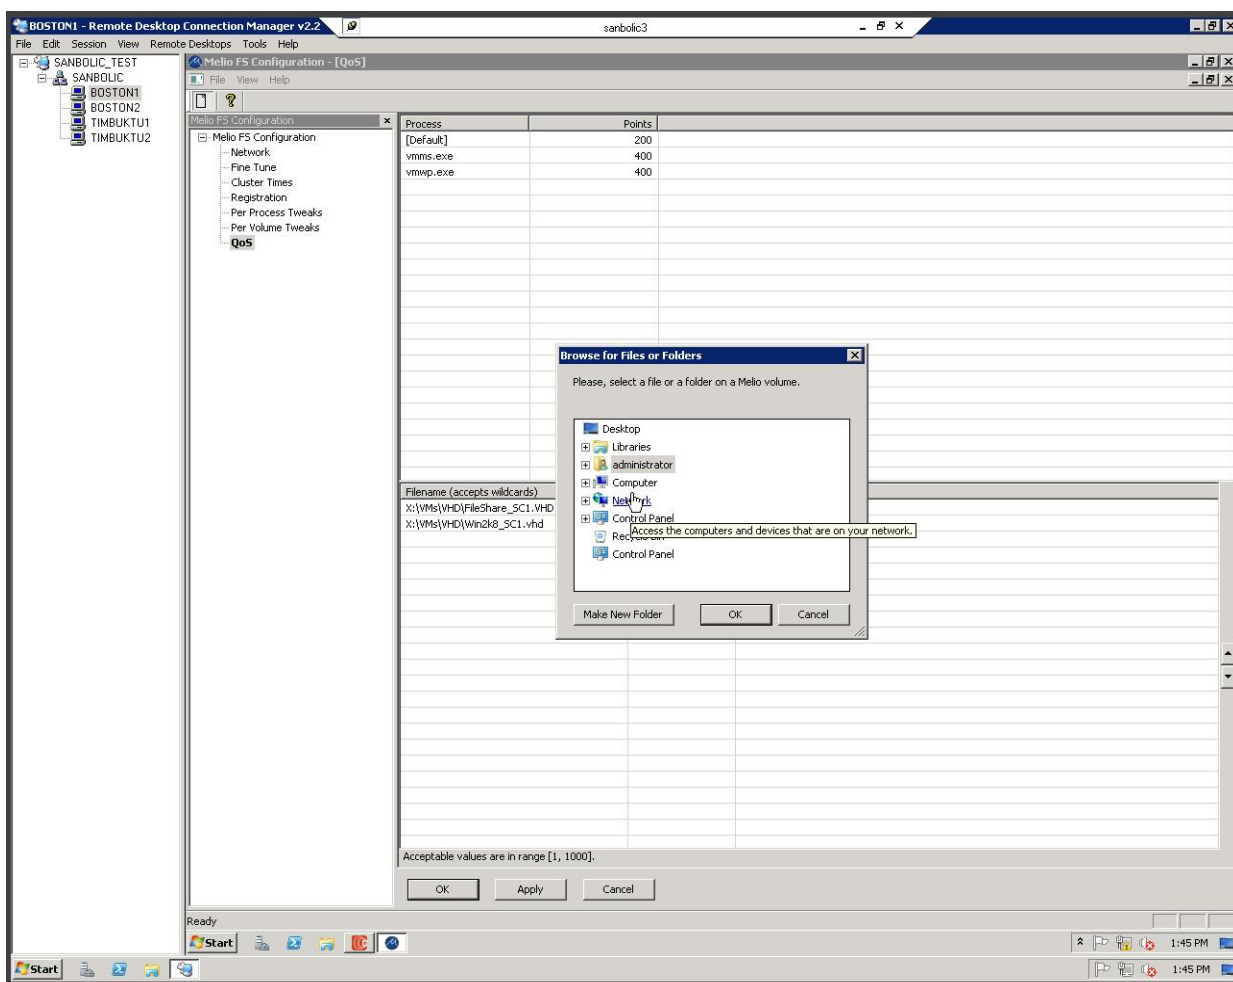 BOSTON1 - Remote Desktop Connection Manager v2.2
sanbolic3
File Edit Session View Remote Desktops Tools Help
SANBOLIC_TEST
SANBOLIC
BOSTON1
BOSTON2
TIMBUKTU1
TIMBUKTU2
Melio FS Configuration - [QoS]
File View Help
Melio FS Configuration
Melio FS Configuration
Network
Fine Tune
Cluster Times
Registration
Per Process Tweaks
Per Volume Tweaks
QoS
Process Points
[Default] 200
vmms.exe 400
vmwp.exe 400
Browse for Files or Folders
Please, select a file or a folder on a Melio volume.
Desktop
Libraries
administrator
Computer
Network
Control Panel
Access the computers and devices that are on your network.
Control Panel
Make New Folder OK Cancel
Filename (accepts wildcards)
X:\VMs\VHD\FileShare_SC1.VHD
X:\VMs\VHD\Win2k8_SC1.vhd
Acceptable values are in range [1, 1000].
OK Apply Cancel
Ready
Start 1:45 PM
Start 1:45 PM